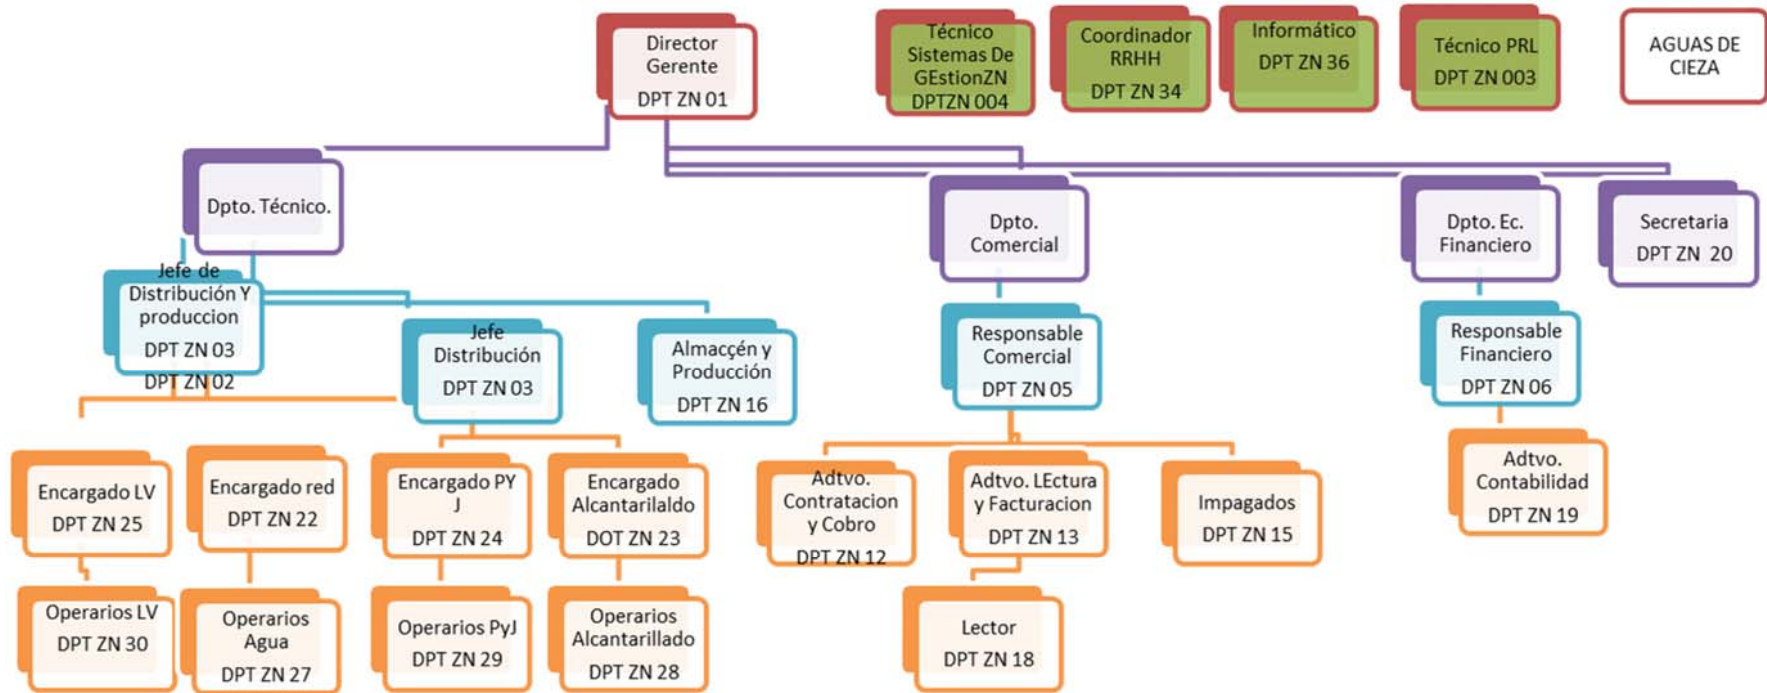 Director
Gerente
DPT ZN 01
Técnico
Sistemas De
GEstionZN
DPTZN 004
Coordinador
RRHH
DPT ZN 34
Informático
DPT ZN 36
Técnico PRL
DPT ZN 003
AGUAS DE
CIEZA
Dpto. Técnico.
Dpto.
Comercial
Dpto. Ec.
Financiero
Secretaria
DPT ZN 20
Jefe de
Distribución Y
produccion
DPT ZN 03
DPT ZN 02
Jefe
Distribución
DPT ZN 03
Almacçén y
Producción
DPT ZN 16
Responsable
Comercial
DPT ZN 05
Responsable
Financiero
DPT ZN 06
Encargado LV
DPT ZN 25
Encargado red
DPT ZN 22
Encargado PY
J
DPT ZN 24
Encargado
Alcantarilaldo
DOT ZN 23
Adtvo.
Contratacion
y Cobro
DPT ZN 12
Adtvo. LEctura
y Facturacion
DPT ZN 13
Impagados
DPT ZN 15
Adtvo.
Contabilidad
DPT ZN 19
Operarios LV
DPT ZN 30
Operarios
Agua
DPT ZN 27
Operarios PyJ
DPT ZN 29
Operarios
Alcantarillado
DPT ZN 28
Lector
DPT ZN 18